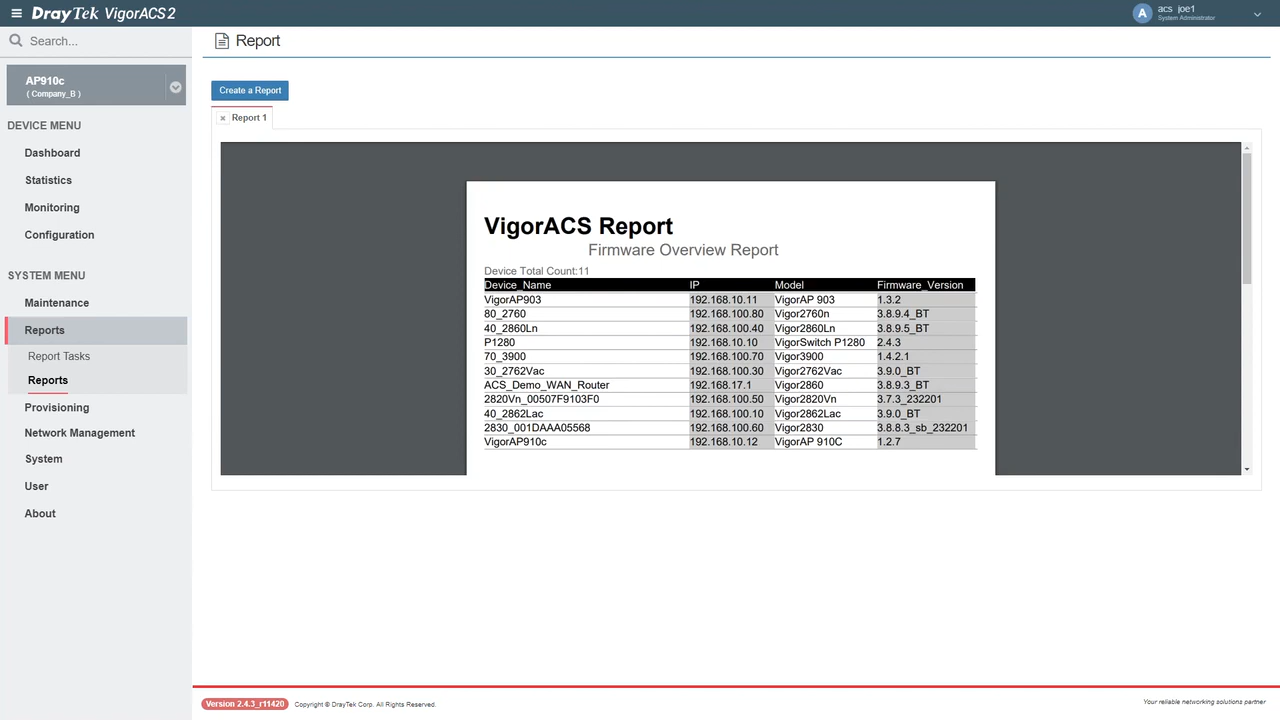 DrayTek VigorACS 2
A
acs_joe1
System Administrator
Search...
Report
AP910c
( Company_B )
Create a Report
DEVICE MENU
Report 1
Dashboard
Statistics
Monitoring
Configuration
VigorACS Report
Firmware Overview Report
Device Total Count:11
Device_Name IP Model Firmware_Version
VigorAP903 192.168.10.11 VigorAP 903 1.3.2
80_2760 192.168.100.80 Vigor2760n 3.8.9.4_BT
40_2860Ln 192.168.100.40 Vigor2860Ln 3.8.9.5_BT
P1280 192.168.10.10 VigorSwitch P1280 2.4.3
70_3900 192.168.100.70 Vigor3900 1.4.2.1
30_2762Vac 192.168.100.30 Vigor2762Vac 3.9.0_BT
ACS_Demo_WAN_Router 192.168.17.1 Vigor2860 3.8.9.3_BT
2820Vn_00507F9103F0 192.168.100.50 Vigor2820Vn 3.7.3_232201
40_2862Lac 192.168.100.10 Vigor2862Lac 3.9.0_BT
2830_001DAAA05568 192.168.100.60 Vigor2830 3.8.8.3_sb_232201
VigorAP910c 192.168.10.12 VigorAP 910C 1.2.7
SYSTEM MENU
Maintenance
Reports
Report Tasks
Reports
Provisioning
Network Management
System
User
About
Version 2.4.3_r11420 Copyright © DrayTek Corp. All Rights Reserved.
Your reliable networking solutions partner